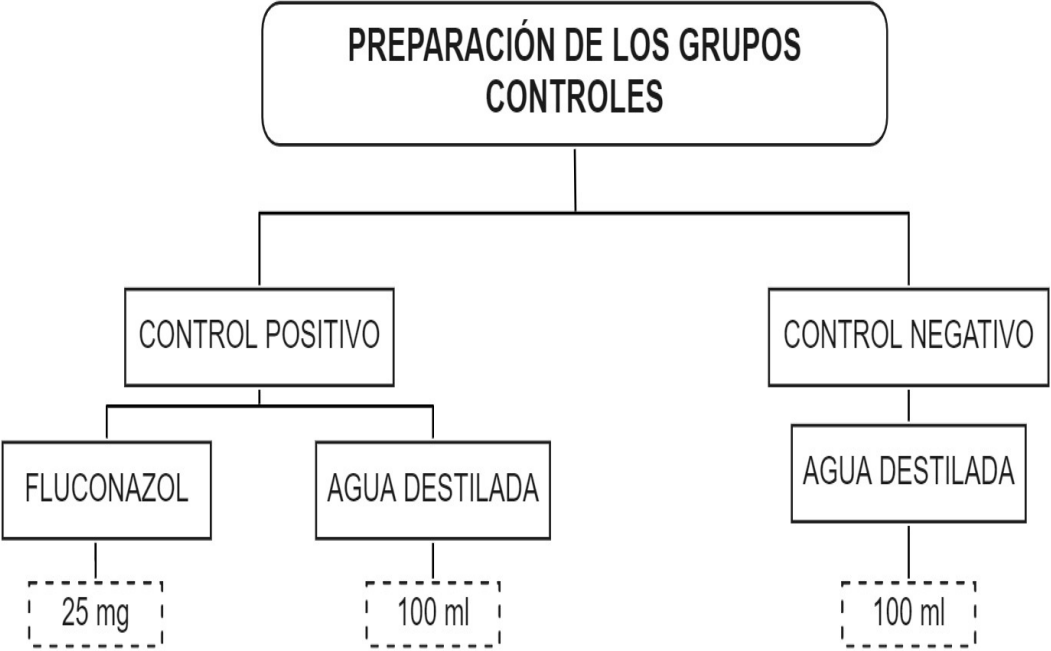 PREPARACIÓN DE LOS GRUPOS
CONTROLES
CONTROL POSITIVO
CONTROL NEGATIVO
FLUCONAZOL
AGUA DESTILADA
AGUA DESTILADA
25 mg
100 ml
100 ml